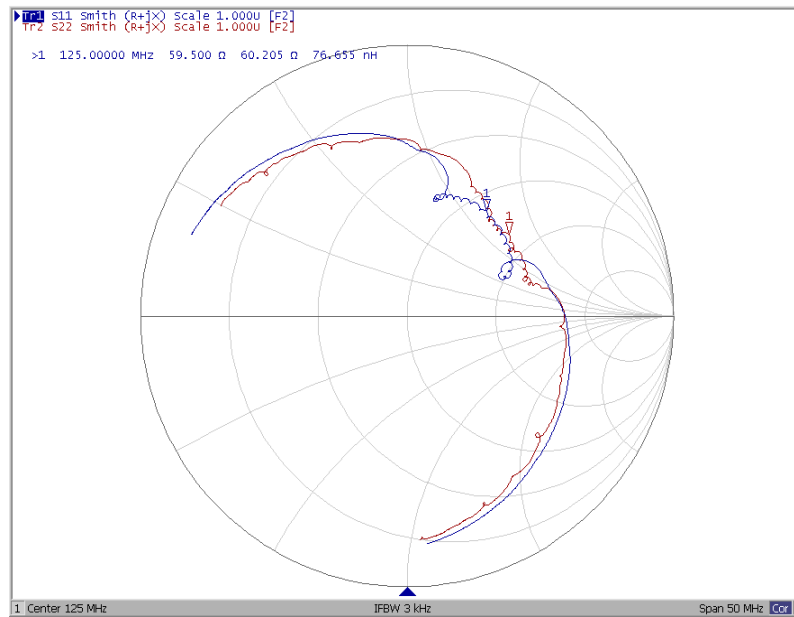 Tr1 S11 Smith (R+jX) Scale 1.000U [F2]
Tr2 S22 Smith (R+jX) Scale 1.000U [F2]
>1 125.00000 MHz 59.500 Ω 60.205 Ω 76.655 nH
1
1
1 Center 125 MHz IFBW 3 kHz Span 50 MHz Cor